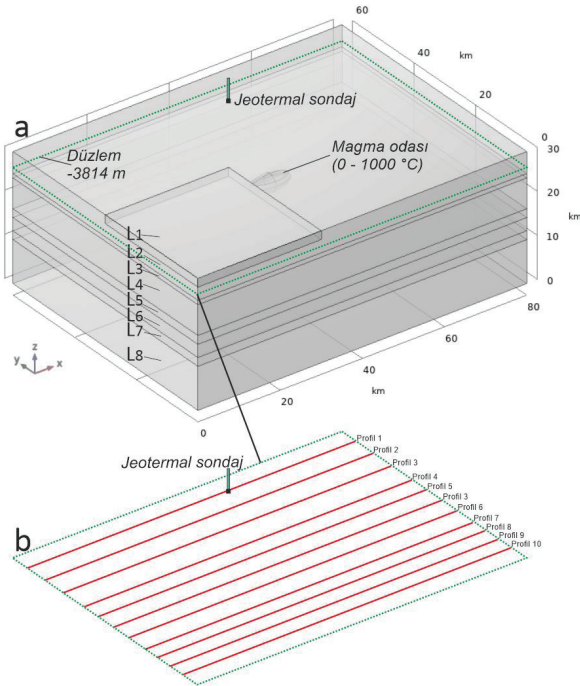 60
40
km
20
0
a
Jeotermal sondaj
Düzlem
-3814 m
Magma odası
(0 - 1000 °C)
30
20
10
0
km
L1
L2
L3
L4
L5
L6
L7
L8
z
y
x
80
60
km
40
20
0
Jeotermal sondaj
b
Profil 1
Profil 2
Profil 3
Profil 4
Profil 5
Profil 3
Profil 6
Profil 7
Profil 8
Profil 9
Profil 10